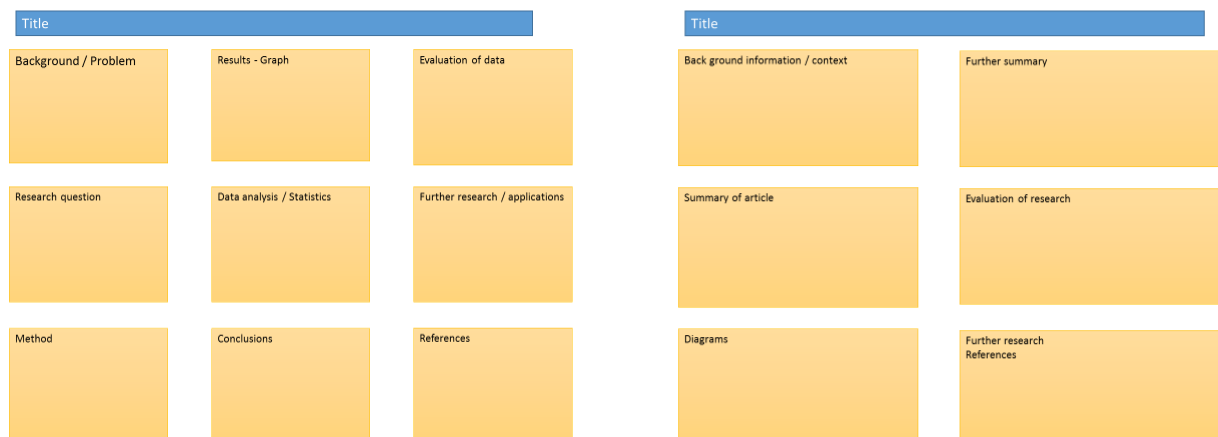 Title
Background / Problem
Results - Graph
Evaluation of data
Research question
Data analysis / Statistics
Further research / applications
Method
Conclusions
References
Title
Back ground information / context
Further summary
Summary of article
Evaluation of research
Diagrams
Further research
References